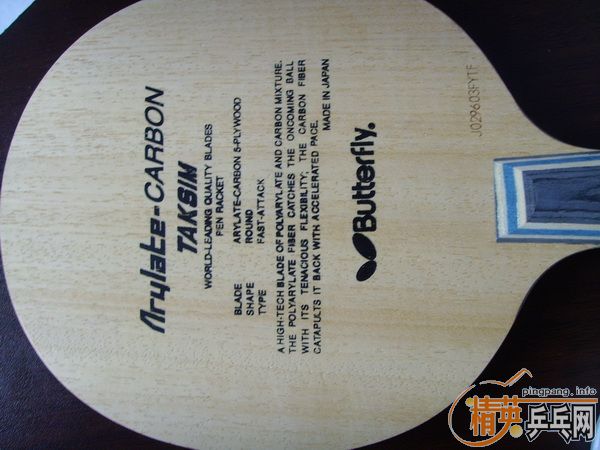 Arylate-CARBON
TAKSIM
WORLD-LEADING QUALITY BLADES
PEN RACKET
BLADE ARYLATE-CARBON 5-PLYWOOD
SHAPE ROUND
TYPE FAST-ATTACK
A HIGH-TECH BLADE OF POLYARYLATE AND CARBON MIXTURE.
THE POLYARYLATE FIBER CATCHES THE ONCOMING BALL
WITH ITS TENACIOUS FLEXIBILITY; THE CARBON FIBER
CATAPULTS IT BACK WITH ACCELERATED PACE.
MADE IN JAPAN
Butterfly.
J029603PYTF
pingpang.info
精英乒乓网